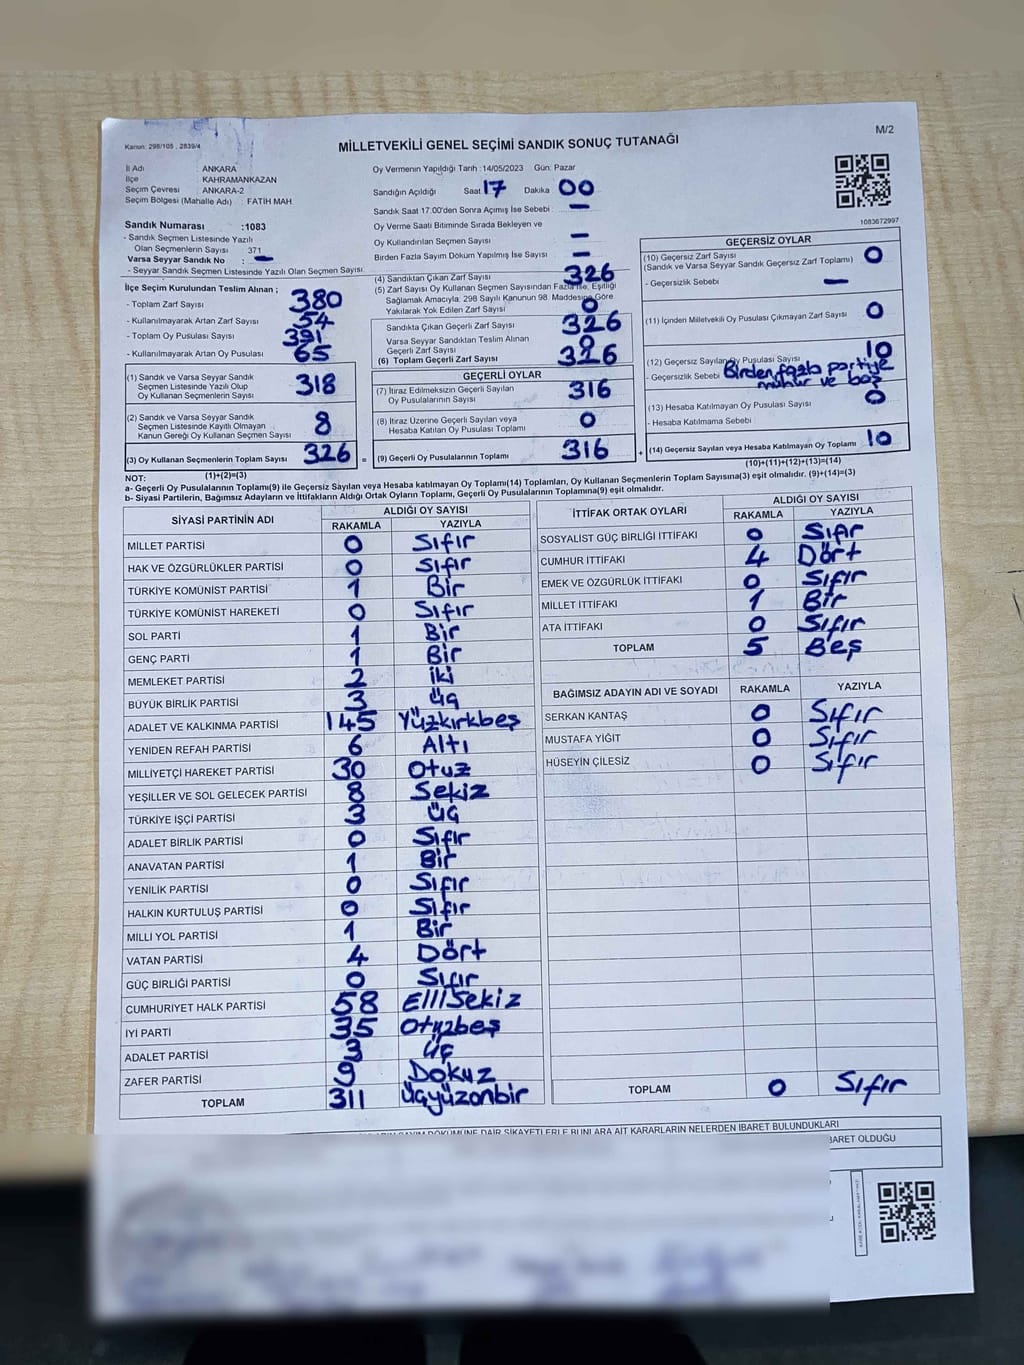 Kanun: 298/105 , 2839/4
MİLLETVEKİLİ GENEL SEÇİMİ SANDIK SONUÇ TUTANAĞI
M/2
İl Adı : ANKARA
İlçe : KAHRAMANKAZAN
Seçim Çevresi : ANKARA-2
Seçim Bölgesi (Mahalle Adı) : FATİH MAH.
Oy Vermenin Yapıldığı Tarih :14/05/2023 Gün: Pazar
Sandığın Açıldığı Saat 17 Dakika 00
Sandık Saat 17:00'den Sonra Açımış İse Sebebi : –
Oy Verme Saati Bitiminde Sırada Bekleyen ve
Oy Kullandırılan Seçmen Sayısı : –
Birden Fazla Sayım Döküm Yapılmış İse Sayısı : –
1083672997
Sandık Numarası :1083
- Sandık Seçmen Listesinde Yazılı
Olan Seçmenlerin Sayısı 371
Varsa Seyyar Sandık No : –
- Seyyar Sandık Seçmen Listesinde Yazılı Olan Seçmen Sayısı:
İlçe Seçim Kurulundan Teslim Alınan ;
- Toplam Zarf Sayısı : 380
- Kullanılmayarak Artan Zarf Sayısı : 54
- Toplam Oy Pusulası Sayısı : 391
- Kullanılmayarak Artan Oy Pusulası : 65
(1) Sandık ve Varsa Seyyar Sandık
Seçmen Listesinde Yazılı Olup
Oy Kullanan Seçmenlerin Sayısı : 318
(2) Sandık ve Varsa Seyyar Sandık
Seçmen Listesinde Kayıtlı Olmayan
Kanun Gereği Oy Kullanan Seçmen Sayısı : 8
(3) Oy Kullanan Seçmenlerin Toplam Sayısı : 326
(1)+(2)=(3)
(4) Sandıktan Çıkan Zarf Sayısı : 326
(5) Zarf Sayısı Oy Kullanan Seçmen Sayısından Fazla İse, Eşitliği
Sağlamak Amacıyla, 298 Sayılı Kanunun 98. Maddesine Göre
Yakılarak Yok Edilen Zarf Sayısı : 0
Sandıkta Çıkan Geçerli Zarf Sayısı : 326
Varsa Seyyar Sandıktan Teslim Alınan
Geçerli Zarf Sayısı : 0
(6) Toplam Geçerli Zarf Sayısı : 326
GEÇERLİ OYLAR
(7) İtiraz Edilmeksizin Geçerli Sayılan
Oy Pusulalarının Sayısı : 316
(8) İtiraz Üzerine Geçerli Sayılan veya
Hesaba Katılan Oy Pusulası Toplamı : 0
= (9) Geçerli Oy Pusulalarının Toplamı : 316
GEÇERSİZ OYLAR
(10) Geçersiz Zarf Sayısı :
(Sandık ve Varsa Seyyar Sandık Geçersiz Zarf Toplamı) 0
- Geçersizlik Sebebi : –
(11) İçinden Milletvekili Oy Pusulası Çıkmayan Zarf Sayısı : 0
(12) Geçersiz Sayılan Oy Pusulası Sayısı : 10
- Geçersizlik Sebebi : Birden fazla partiye
mühür ve boş
(13) Hesaba Katılmayan Oy Pusulası Sayısı : 0
- Hesaba Katılmama Sebebi :
+ (14) Geçersiz Sayılan veya Hesaba Katılmayan Oy Toplamı : 10
(10)+(11)+(12)+(13)=(14)
NOT:
a- Geçerli Oy Pusulalarının Toplamı(9) ile Geçersiz Sayılan veya Hesaba katılmayan Oy Toplamı(14) Toplamları, Oy Kullanan Seçmenlerin Toplam Sayısına(3) eşit olmalıdır. (9)+(14)=(3)
b- Siyasi Partilerin, Bağımsız Adayların ve İttifakların Aldığı Ortak Oyların Toplamı, Geçerli Oy Pusulalarının Toplamına(9) eşit olmalıdır.
SİYASİ PARTİNİN ADI ALDIĞI OY SAYISI
RAKAMLA YAZIYLA
MİLLET PARTİSİ 0 Sıfır
HAK VE ÖZGÜRLÜKLER PARTİSİ 0 Sıfır
TÜRKİYE KOMÜNİST PARTİSİ 1 Bir
TÜRKİYE KOMÜNİST HAREKETİ 0 Sıfır
SOL PARTİ 1 Bir
GENÇ PARTİ 1 Bir
MEMLEKET PARTİSİ 2 iki
BÜYÜK BİRLİK PARTİSİ 3 üç
ADALET VE KALKINMA PARTİSİ 145 Yüzkırkbeş
YENİDEN REFAH PARTİSİ 6 Altı
MİLLİYETÇİ HAREKET PARTİSİ 30 Otuz
YEŞİLLER VE SOL GELECEK PARTİSİ 8 Sekiz
TÜRKİYE İŞÇİ PARTİSİ 3 üç
ADALET BİRLİK PARTİSİ 0 Sıfır
ANAVATAN PARTİSİ 1 Bir
YENİLİK PARTİSİ 0 Sıfır
HALKIN KURTULUŞ PARTİSİ 0 Sıfır
MİLLİ YOL PARTİSİ 1 Bir
VATAN PARTİSİ 4 Dört
GÜÇ BİRLİĞİ PARTİSİ 0 Sıfır
CUMHURİYET HALK PARTİSİ 58 EllîSekiz
İYİ PARTİ 35 Otuzbeş
ADALET PARTİSİ 3 üç
ZAFER PARTİSİ 9 Dokuz
TOPLAM 311 üçyüzonbir
İTTİFAK ORTAK OYLARI ALDIĞI OY SAYISI
RAKAMLA YAZIYLA
SOSYALİST GÜÇ BİRLİĞİ İTTİFAKI 0 Sıfır
CUMHUR İTTİFAKI 4 Dört
EMEK VE ÖZGÜRLÜK İTTİFAKI 0 Sıfır
MİLLET İTTİFAKI 1 Bir
ATA İTTİFAKI 0 Sıfır
TOPLAM 5 Beş
BAĞIMSIZ ADAYIN ADI VE SOYADI RAKAMLA YAZIYLA
SERKAN KANTAŞ 0 Sıfır
MUSTAFA YİĞİT 0 Sıfır
HÜSEYİN ÇİLESİZ 0 Sıfır
TOPLAM 0 Sıfır
DÖKÜMÜNE DAİR ŞİKAYETLERLE BUNLARA AİT KARARLARIN NELERDEN İBARET BULUNDUKLARI
İBARET OLDUĞU